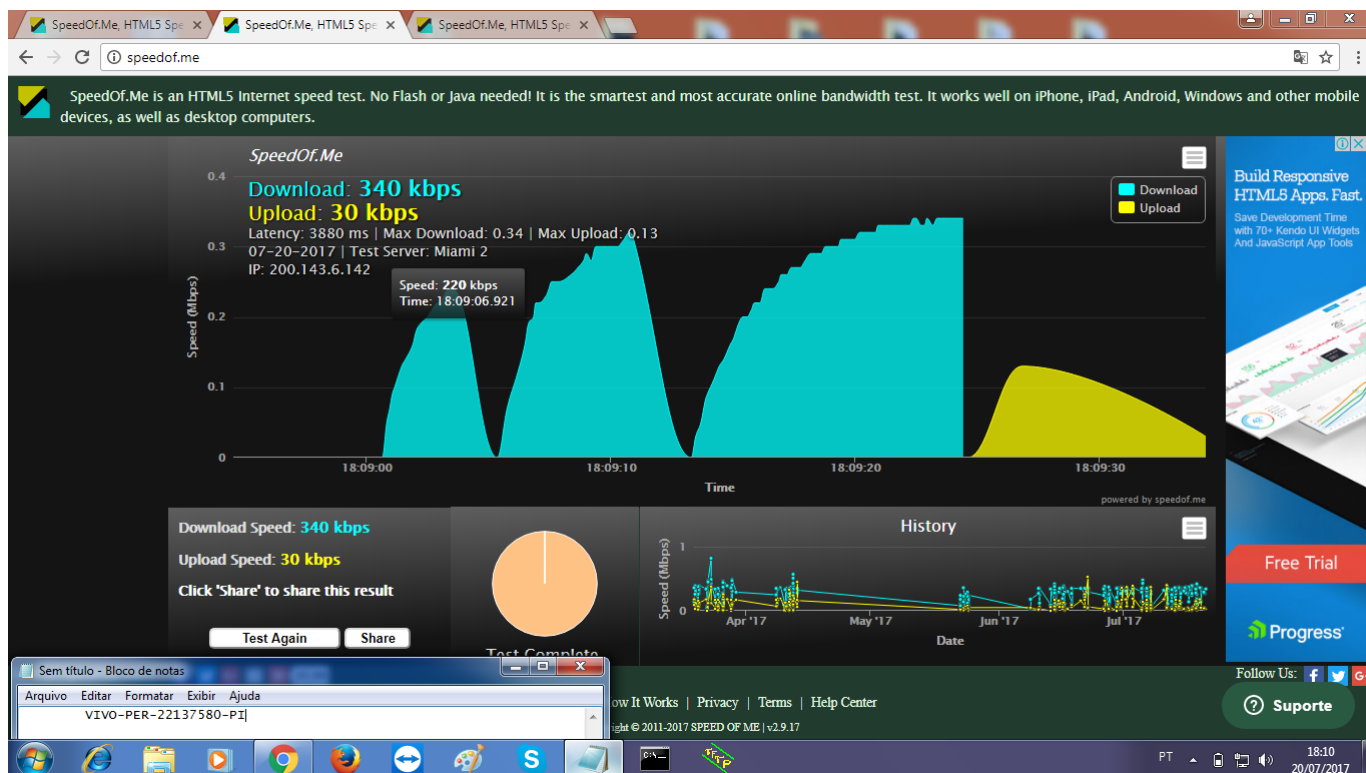 SpeedOf.Me, HTML5 Spe
SpeedOf.Me, HTML5 Spe
SpeedOf.Me, HTML5 Spe
speedof.me
SpeedOf.Me is an HTML5 Internet speed test. No Flash or Java needed! It is the smartest and most accurate online bandwidth test. It works well on iPhone, iPad, Android, Windows and other mobile
devices, as well as desktop computers.
SpeedOf.Me
Download: 340 kbps
Upload: 30 kbps
Latency: 3880 ms | Max Download: 0.34 | Max Upload: 0.13
07-20-2017 | Test Server: Miami 2
IP: 200.143.6.142
Speed: 220 kbps
Time: 18:09:06.921
Download
Upload
Speed (Mbps)
0.4
0.3
0.2
0.1
0
18:09:00
18:09:10
18:09:20
18:09:30
Time
powered by speedof.me
Build Responsive
HTML5 Apps. Fast.
Save Development Time
with 70+ Kendo UI Widgets
And JavaScript App Tools
Free Trial
Progress
Download Speed: 340 kbps
Upload Speed: 30 kbps
Click 'Share' to share this result
Test Again
Share
Test Complete
History
Speed (Mbps)
1
0
Apr '17
May '17
Jun '17
Jul '17
Date
Sem título - Bloco de notas
Arquivo Editar Formatar Exibir Ajuda
VIVO-PER-22137580-PI
ow It Works | Privacy | Terms | Help Center
ight © 2011-2017 SPEED OF ME | v2.9.17
Follow Us:
Suporte
PT
18:10
20/07/2017